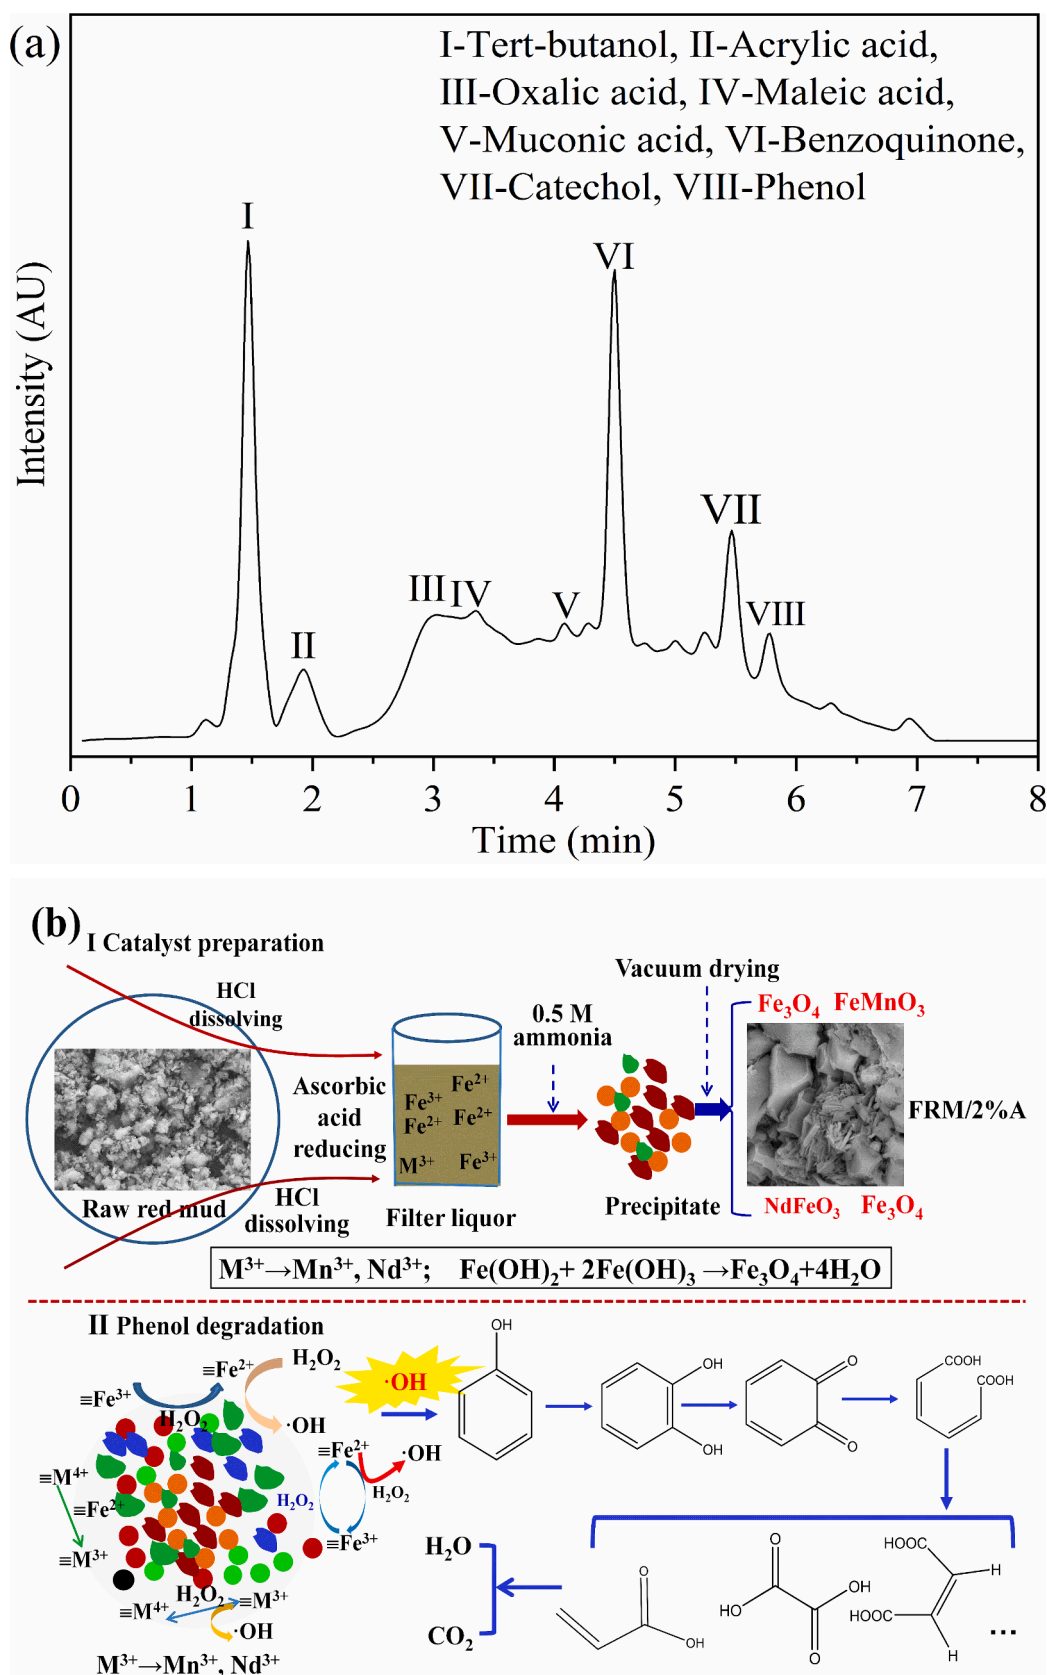 (a)
I-Tert-butanol, II-Acrylic acid,
III-Oxalic acid, IV-Maleic acid,
V-Muconic acid, VI-Benzoquinone,
VII-Catechol, VIII-Phenol
I
VI
VII
III
IV
V
VIII
II
Intensity (AU)
0 1 2 3 4 5 6 7 8
Time (min)
(b)
I Catalyst preparation
HCl
dissolving
Raw red mud
Ascorbic
acid
reducing
HCl
dissolving
Fe²⁺
Fe³⁺
Fe²⁺
Fe²⁺
M³⁺
Fe³⁺
Filter liquor
0.5 M
ammonia
Vacuum drying
Precipitate
Fe₃O₄ FeMnO₃
FRM/2%A
NdFeO₃ Fe₃O₄
M³⁺→Mn³⁺, Nd³⁺; Fe(OH)₂+ 2Fe(OH)₃ →Fe₃O₄+4H₂O
II Phenol degradation
≡Fe³⁺
≡Fe²⁺
H₂O₂
H₂O₂
·OH
≡M⁴⁺
≡Fe²⁺
≡M³⁺
≡Fe²⁺
·OH
H₂O₂
H₂O₂
≡Fe³⁺
H₂O₂
≡M⁴⁺
≡M³⁺
·OH
M³⁺→Mn³⁺, Nd³⁺
·OH
OH
OH
OH
O
O
COOH
COOH
H₂O
CO₂
O
OH
O
OH
HO
O
HOOC
H
HOOC
H
...